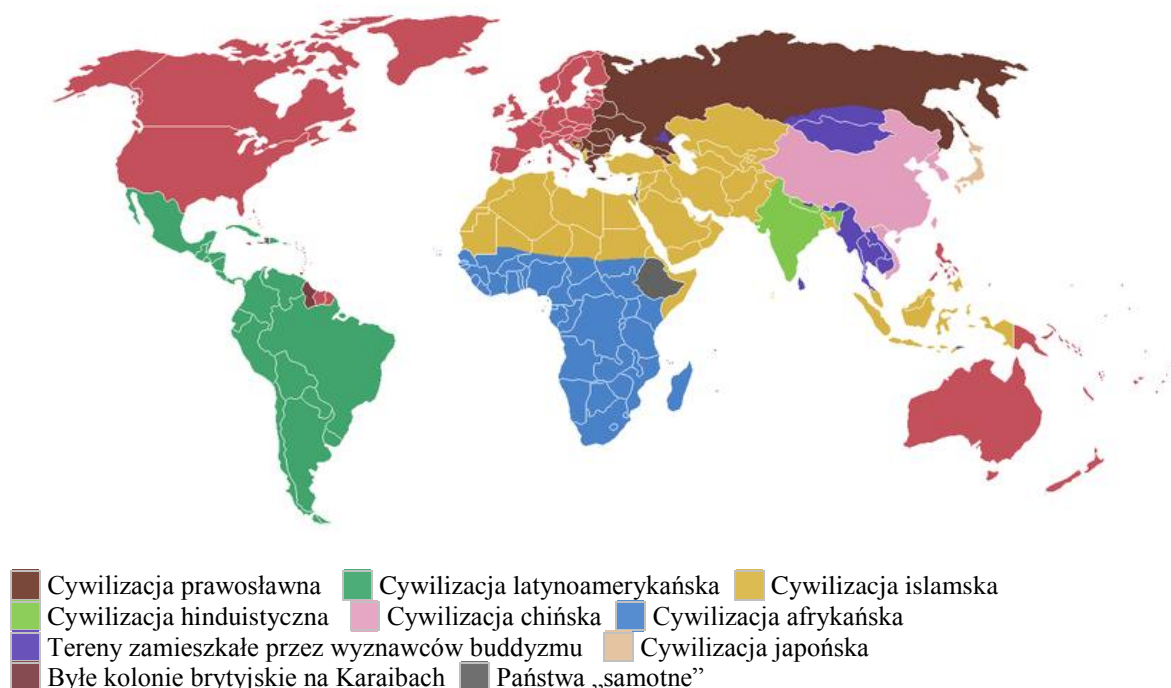 Cywilizacja prawosławna Cywilizacja latynoamerykańska Cywilizacja islamska
Cywilizacja hinduistyczna Cywilizacja chińska Cywilizacja afrykańska
Tereny zamieszkałe przez wyznawców buddyzmu Cywilizacja japońska
Byłe kolonie brytyjskie na Karaibach Państwa „samotne”